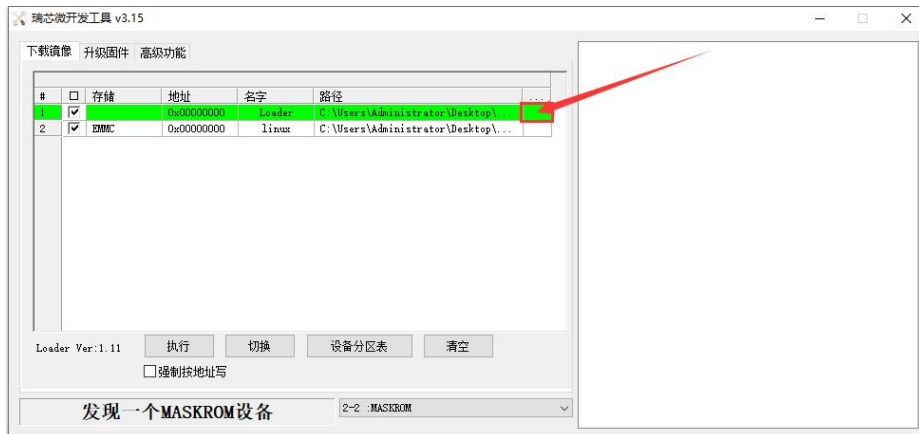 瑞芯微开发工具 v3.15
下载镜像 升级固件 高级功能
# 存储 地址 名字 路径 ...
1 0x00000000 Loader C:\Users\Administrator\Desktop\...
2 EMMC 0x00000000 linux C:\Users\Administrator\Desktop\...
Loader Ver:1.11 执行 切换 设备分区表 清空
强制按地址写
发现一个MASKROM设备 2-2 :MASKROM